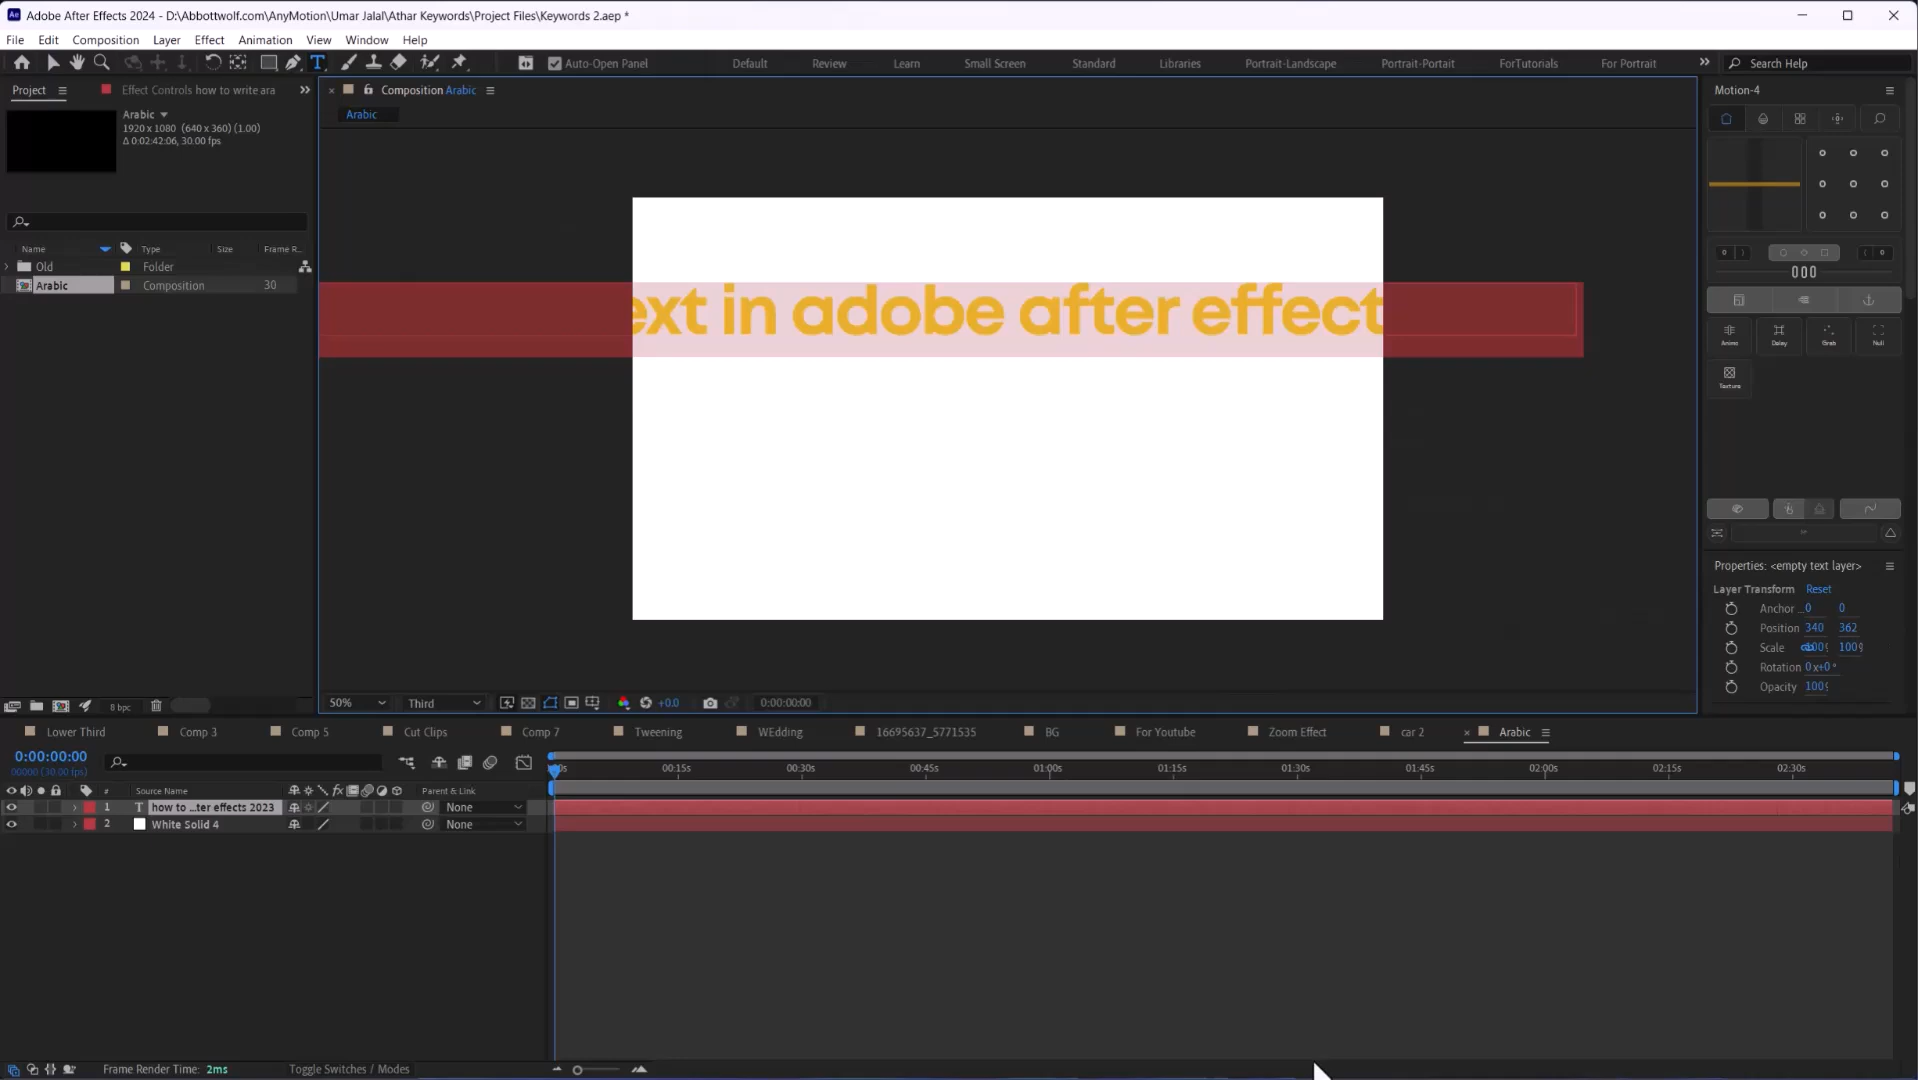 Adobe After Effects 2024 - D:\Abbottwolf.com\AnyMotion\Umar Jalal\Athar Keywords\Project Files\Keywords 2.aep *
File Edit Composition Layer Effect Animation View Window Help
Auto-Open Panel Default Review Learn Small Screen Standard Libraries Portrait-Landscape Portrait-Portait ForTutorials For Portrait Search Help
Project Effect Controls how to write ara Composition Arabic Motion-4
Arabic
1920 x 1080 (640 x 360) (1.00)
Δ 0:02:42:06, 30.00 fps
Arabic
Name Type Size Frame R...
Old Folder
Arabic Composition 30
ext in adobe after effect
000
Animo Delay Grab Null
Texture
Properties: <empty text layer>
Layer Transform Reset
Anchor ... 0 0
Position 340 362
Scale 100 100
Rotation 0x+0°
Opacity 100
8 bpc 50% Third +0.0 0:00:00:00
Lower Third Comp 3 Comp 5 Cut Clips Comp 7 Tweening WEdding 16695637_5771535 BG For Youtube Zoom Effect car 2 Arabic
0:00:00:00
00000 (30.00 fps)
00:15s 00:30s 00:45s 01:00s 01:15s 01:30s 01:45s 02:00s 02:15s 02:30s
# Source Name Parent & Link
1 T how to ...ter effects 2023 None
2 White Solid 4 None
Frame Render Time: 2ms Toggle Switches / Modes